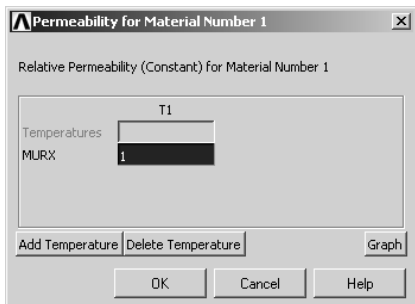 Permeability for Material Number 1
Relative Permeability (Constant) for Material Number 1
T1
Temperatures
MURX 1
Add Temperature Delete Temperature Graph
OK Cancel Help